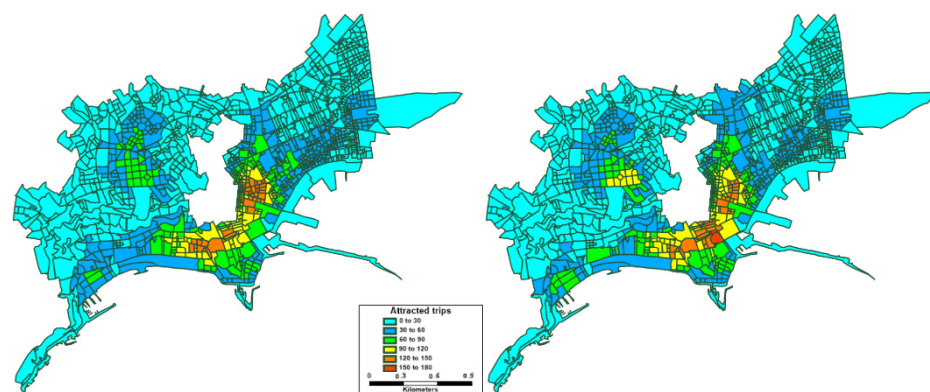 Attracted trips
0 to 30
30 to 60
60 to 90
90 to 120
120 to 150
150 to 180
0 0.3 0.6 0.9
Kilometers